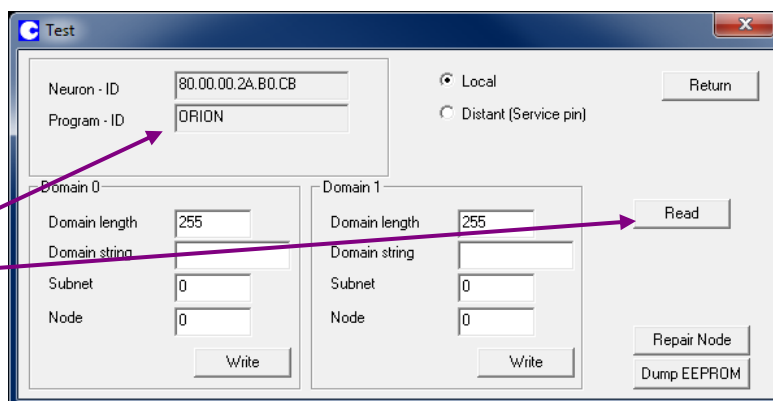 Test
Neuron - ID 80.00.00.2A.B0.CB
Program - ID ORION
Local
Distant (Service pin)
Return
Domain 0
Domain length 255
Domain string
Subnet 0
Node 0
Write
Domain 1
Domain length 255
Domain string
Subnet 0
Node 0
Write
Read
Repair Node
Dump EEPROM